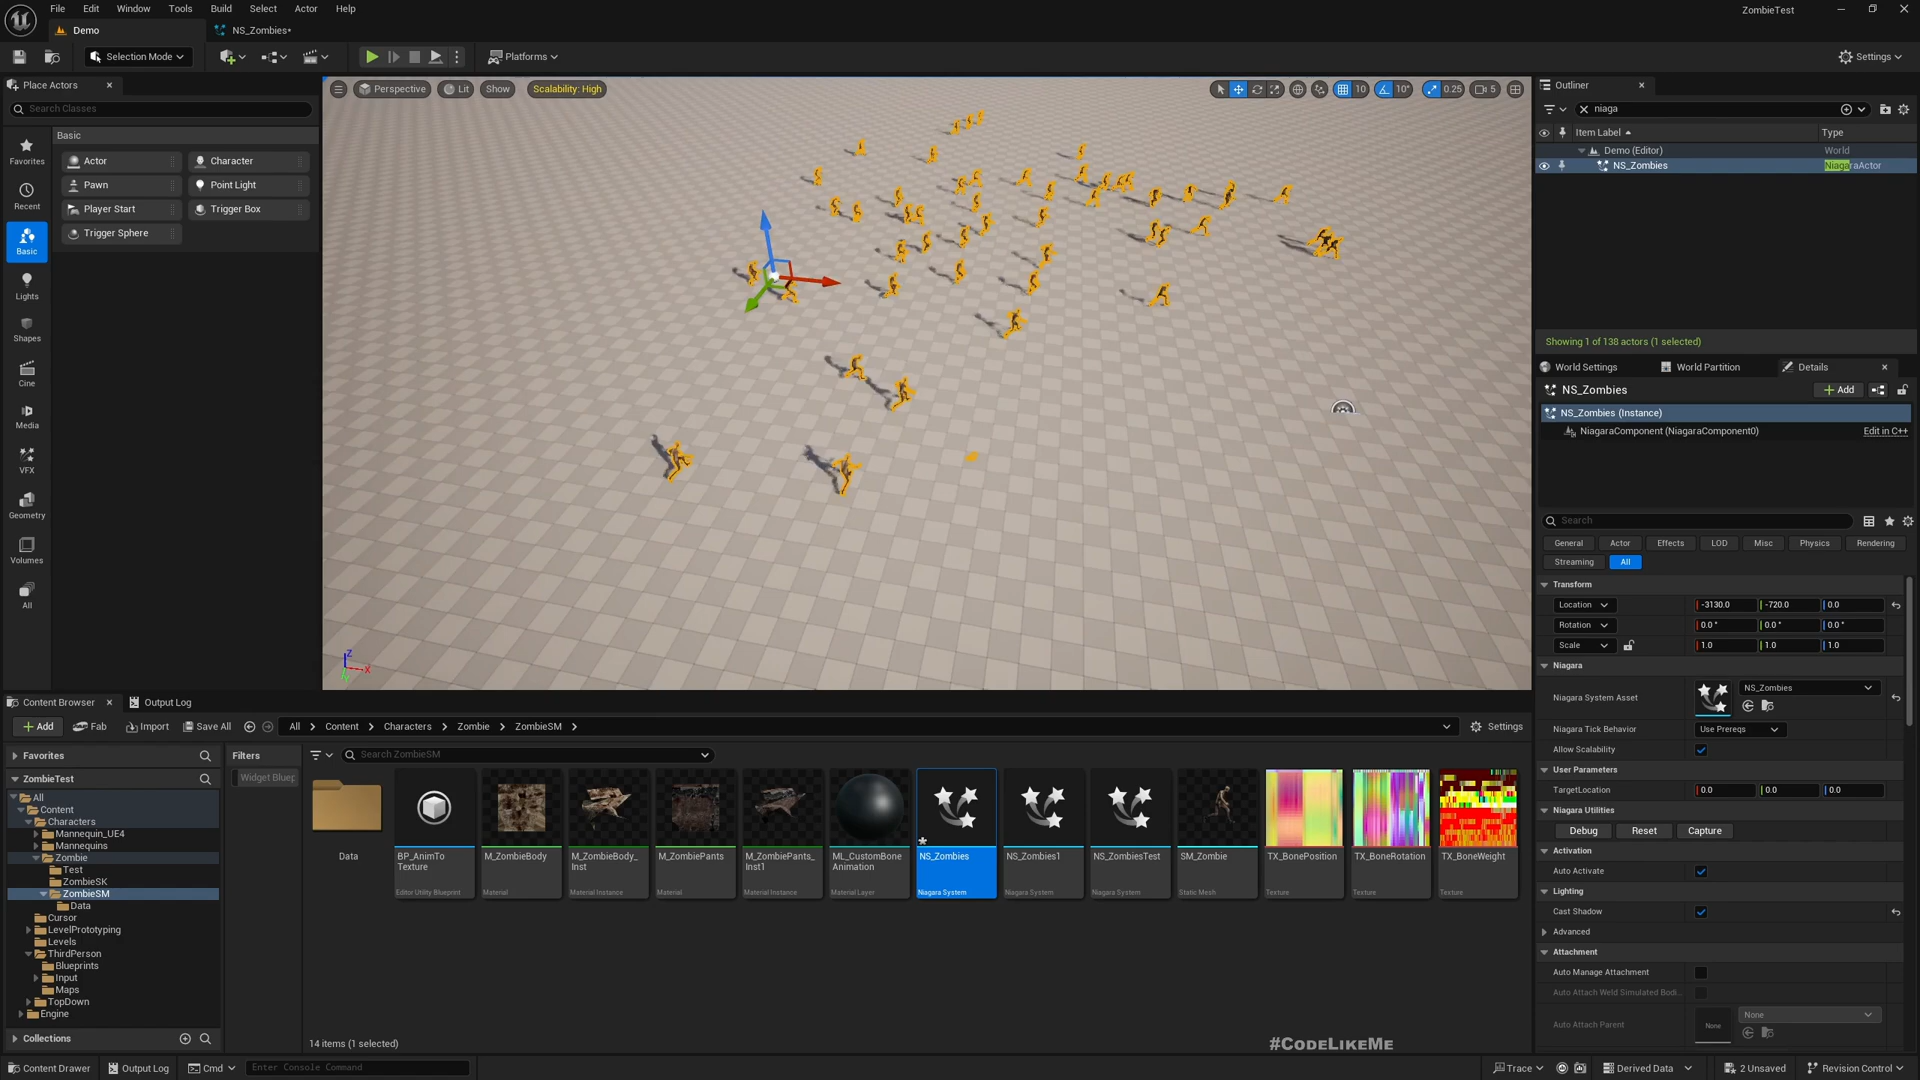 File Edit Window Tools Build Select Actor Help
ZombieTest
Demo
NS_Zombies•
Selection Mode
Platforms
Settings
Place Actors
Search Classes
Favorites
Recent
Basic
Lights
Shapes
Cine
Media
VFX
Geometry
Volumes
All
Basic
Actor Character
Pawn Point Light
Player Start Trigger Box
Trigger Sphere
Perspective Lit Show Scalability: High
10 10° 0.25 5
Z
X
Y
Outliner
niaga
Item Label Type
Demo (Editor) World
NS_Zombies NiagaraActor
Showing 1 of 138 actors (1 selected)
World Settings World Partition Details
NS_Zombies
Add
NS_Zombies (Instance)
NiagaraComponent (NiagaraComponent0) Edit in C++
Search
General Actor Effects LOD Misc Physics Rendering
Streaming All
Transform
Location -3130.0 -720.0 0.0
Rotation 0.0 ° 0.0 ° 0.0 °
Scale 1.0 1.0 1.0
Niagara
Niagara System Asset NS_Zombies
Niagara Tick Behavior Use Prereqs
Allow Scalability
User Parameters
TargetLocation 0.0 0.0 0.0
Niagara Utilities
Debug Reset Capture
Activation
Auto Activate
Lighting
Cast Shadow
Advanced
Attachment
Auto Manage Attachment
Auto Attach Weld Simulated Bodi...
Auto Attach Parent None None
Content Browser Output Log
Add Fab Import Save All All Content Characters Zombie ZombieSM Settings
Favorites
ZombieTest
All
Content
Characters
Mannequin_UE4
Mannequins
Zombie
Test
ZombieSK
ZombieSM
Data
Cursor
LevelPrototyping
Levels
ThirdPerson
Blueprints
Input
Maps
TopDown
Engine
Collections
Filters
Widget Bluep
Search ZombieSM
Data
BP_AnimTo
Texture
Editor Utility Blueprint
M_ZombieBody
Material
M_ZombieBody_
Inst
Material Instance
M_ZombiePants
Material
M_ZombiePants_
Inst1
Material Instance
ML_CustomBone
Animation
Material Layer
NS_Zombies
Niagara System
NS_Zombies1
Niagara System
NS_ZombiesTest
Niagara System
SM_Zombie
Static Mesh
TX_BonePosition
Texture
TX_BoneRotation
Texture
TX_BoneWeight
Texture
14 items (1 selected)
#CodeLikeMe
Content Drawer Output Log Cmd Enter Console Command
Trace Derived Data 2 Unsaved Revision Control